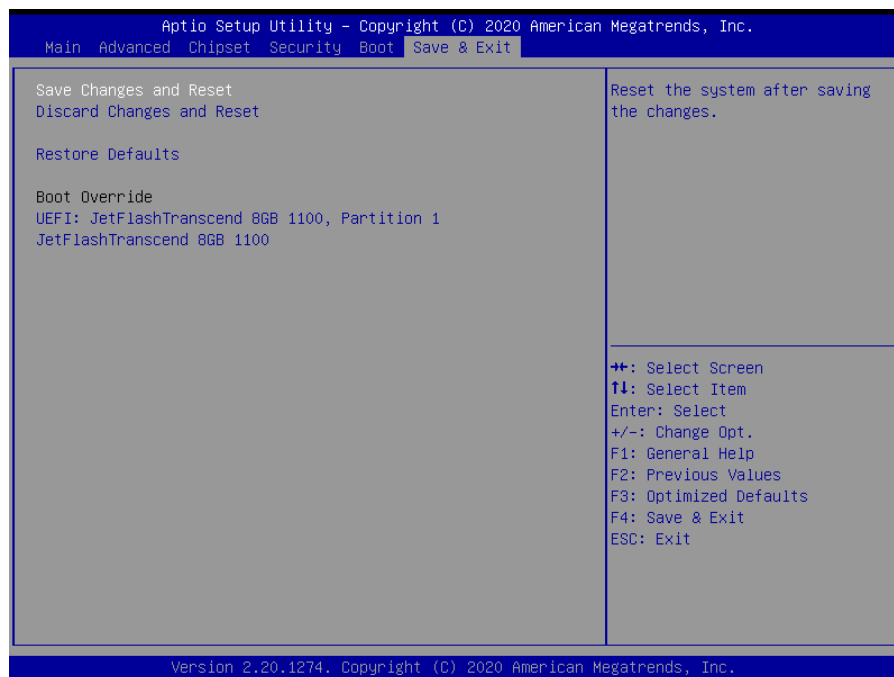 Aptio Setup Utility – Copyright (C) 2020 American Megatrends, Inc.
Main Advanced Chipset Security Boot Save & Exit
Save Changes and Reset
Discard Changes and Reset
Restore Defaults
Boot Override
UEFI: JetFlashTranscend 8GB 1100, Partition 1
JetFlashTranscend 8GB 1100
Reset the system after saving
the changes.
→←: Select Screen
↑↓: Select Item
Enter: Select
+/-: Change Opt.
F1: General Help
F2: Previous Values
F3: Optimized Defaults
F4: Save & Exit
ESC: Exit
Version 2.20.1274. Copyright (C) 2020 American Megatrends, Inc.